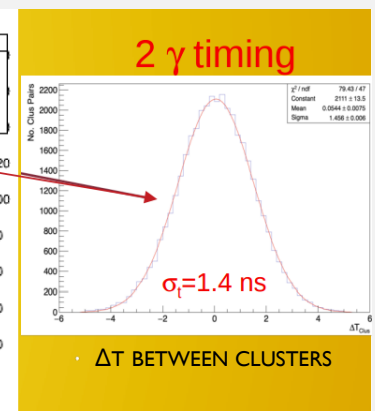 2 γ timing
χ² / ndf 79.43 / 47
Constant 2111 ± 13.5
Mean 0.0544 ± 0.0075
Sigma 1.456 ± 0.006
No. Clus Pairs
2200
2000
1800
1600
1400
1200
1000
800
600
400
200
0
σt=1.4 ns
-6 -4 -2 0 2 4 6
ΔT Clus
· ΔT BETWEEN CLUSTERS